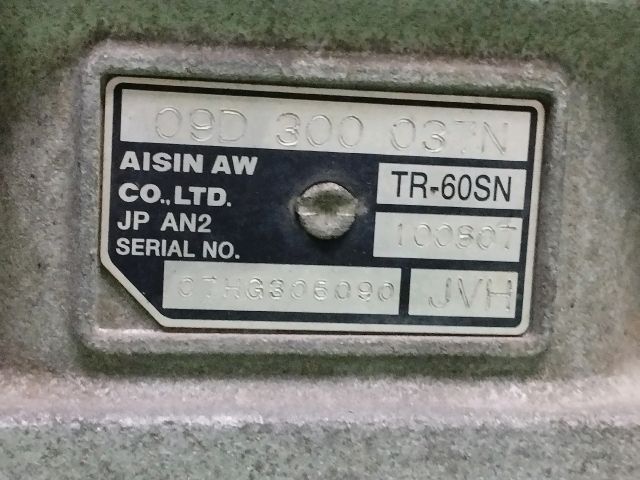 09D 300 037N
AISIN AW
CO.,LTD.
TR-60SN
JP AN2
100807
SERIAL NO.
07HG306090
JVH